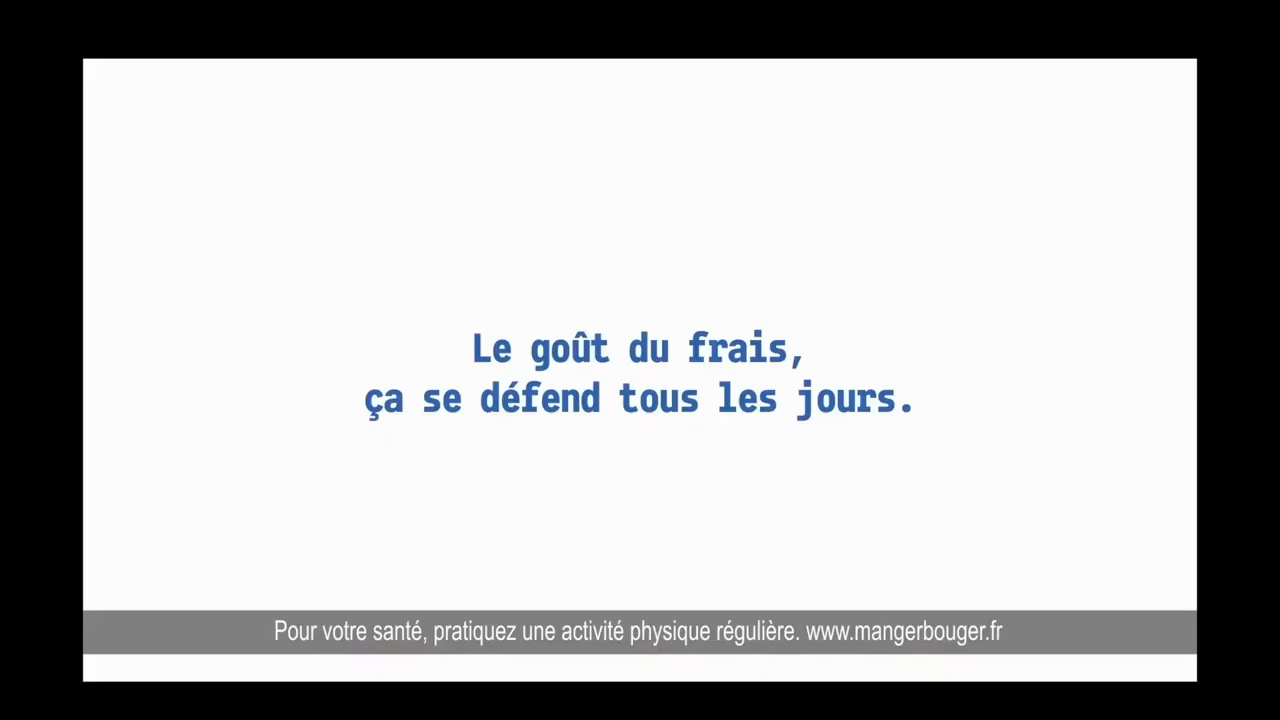 Le goût du frais,
ça se défend tous les jours.
Pour votre santé, pratiquez une activité physique régulière. www.mangerbouger.fr